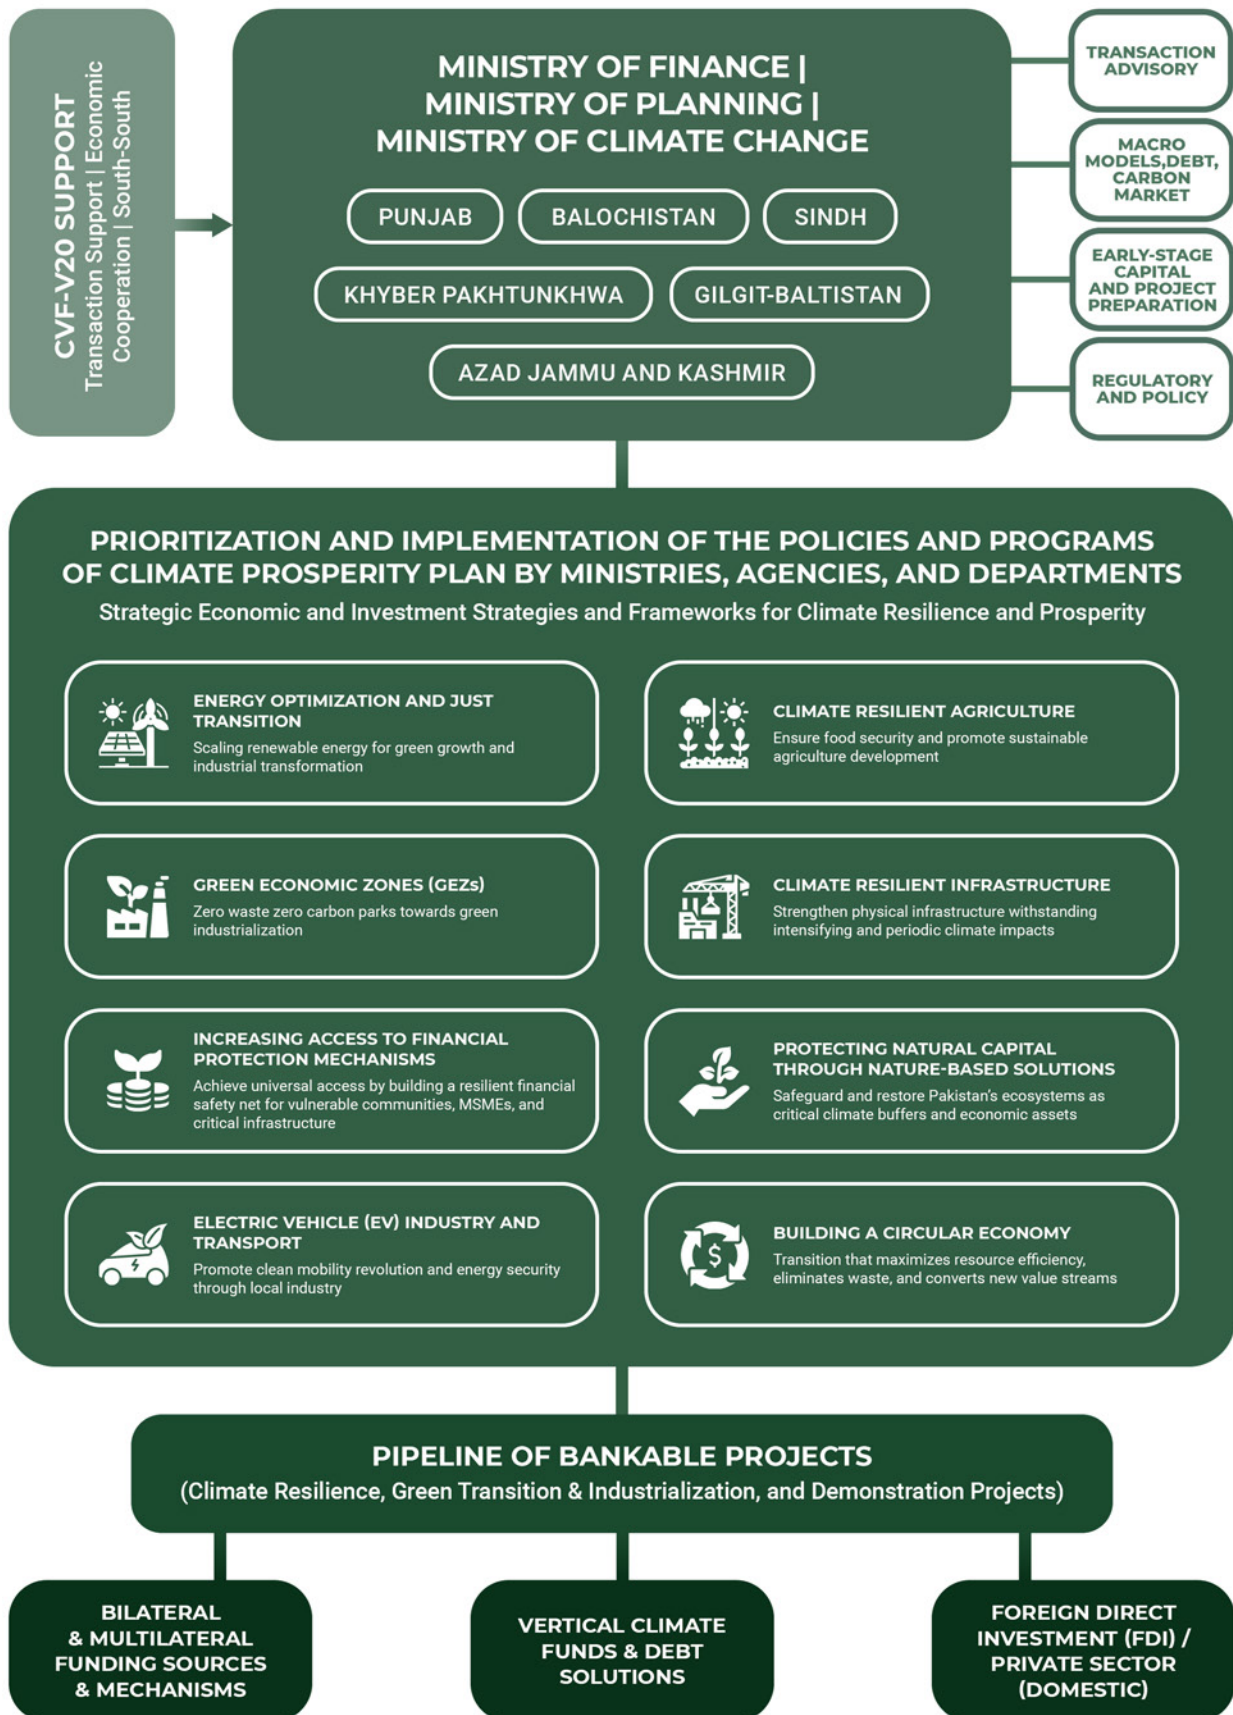 CVF-V20 SUPPORT
Transaction Support | Economic
Cooperation | South-South
MINISTRY OF FINANCE |
MINISTRY OF PLANNING |
MINISTRY OF CLIMATE CHANGE
PUNJAB
BALOCHISTAN
SINDH
KHYBER PAKHTUNKHWA
GILGIT-BALTISTAN
AZAD JAMMU AND KASHMIR
TRANSACTION
ADVISORY
MACRO
MODELS,DEBT,
CARBON
MARKET
EARLY-STAGE
CAPITAL
AND PROJECT
PREPARATION
REGULATORY
AND POLICY
PRIORITIZATION AND IMPLEMENTATION OF THE POLICIES AND PROGRAMS
OF CLIMATE PROSPERITY PLAN BY MINISTRIES, AGENCIES, AND DEPARTMENTS
Strategic Economic and Investment Strategies and Frameworks for Climate Resilience and Prosperity
ENERGY OPTIMIZATION AND JUST
TRANSITION
Scaling renewable energy for green growth and
industrial transformation
CLIMATE RESILIENT AGRICULTURE
Ensure food security and promote sustainable
agriculture development
GREEN ECONOMIC ZONES (GEZs)
Zero waste zero carbon parks towards green
industrialization
CLIMATE RESILIENT INFRASTRUCTURE
Strengthen physical infrastructure withstanding
intensifying and periodic climate impacts
INCREASING ACCESS TO FINANCIAL
PROTECTION MECHANISMS
Achieve universal access by building a resilient financial
safety net for vulnerable communities, MSMEs, and
critical infrastructure
PROTECTING NATURAL CAPITAL
THROUGH NATURE-BASED SOLUTIONS
Safeguard and restore Pakistan's ecosystems as
critical climate buffers and economic assets
ELECTRIC VEHICLE (EV) INDUSTRY AND
TRANSPORT
Promote clean mobility revolution and energy security
through local industry
$
BUILDING A CIRCULAR ECONOMY
Transition that maximizes resource efficiency,
eliminates waste, and converts new value streams
PIPELINE OF BANKABLE PROJECTS
(Climate Resilience, Green Transition & Industrialization, and Demonstration Projects)
BILATERAL
& MULTILATERAL
FUNDING SOURCES
& MECHANISMS
VERTICAL CLIMATE
FUNDS & DEBT
SOLUTIONS
FOREIGN DIRECT
INVESTMENT (FDI) /
PRIVATE SECTOR
(DOMESTIC)